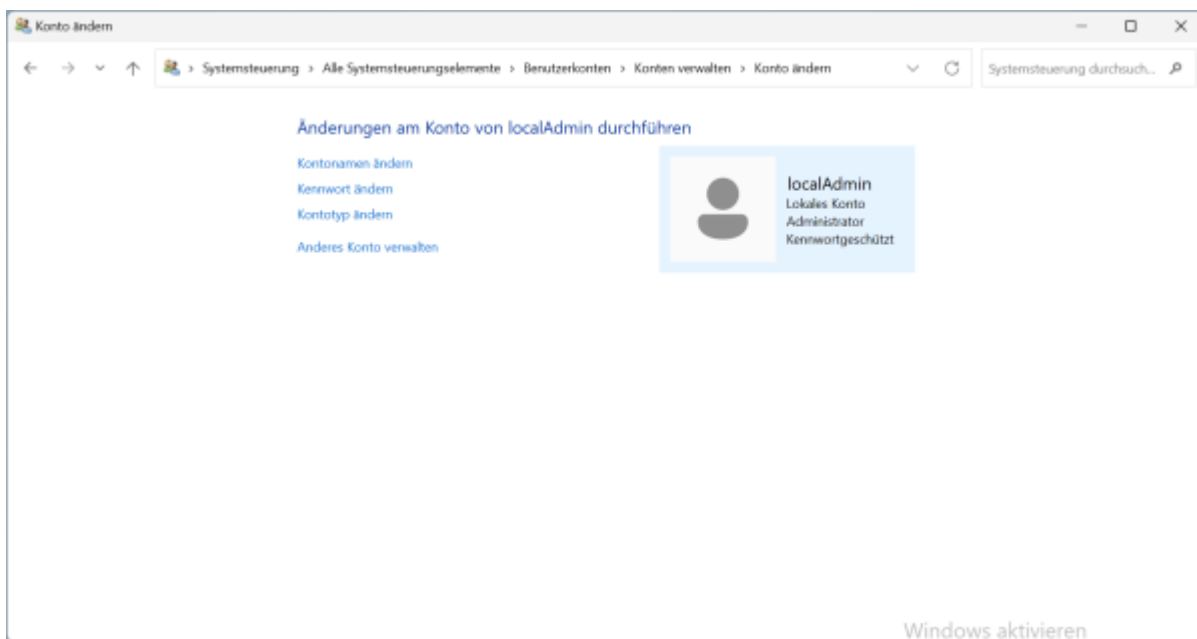 Konto ändern
Systemsteuerung > Alle Systemsteuerungselemente > Benutzerkonten > Konten verwalten > Konto ändern
Systemsteuerung durchsuch...
Änderungen am Konto von localAdmin durchführen
Kontonamen ändern
Kennwort ändern
Kontotyp ändern
Anderes Konto verwalten
localAdmin
Lokales Konto
Administrator
Kennwortgeschützt
Windows aktivieren